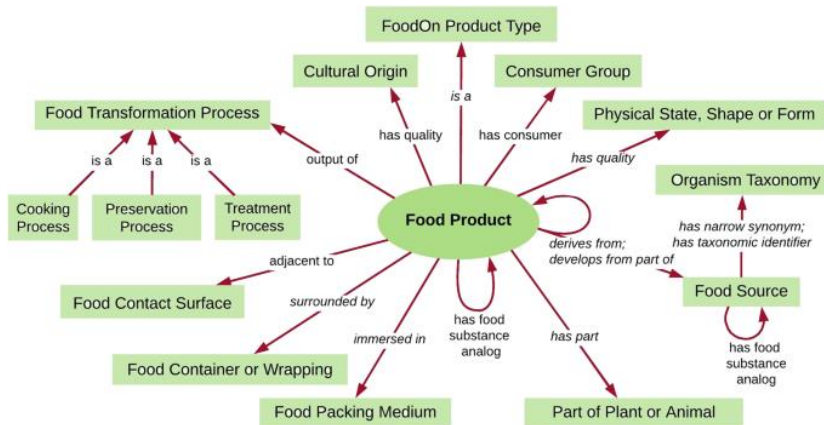 FoodOn Product Type
Cultural Origin
Consumer Group
is a
Food Transformation Process
Physical State, Shape or Form
has quality
has consumer
is a
is a
is a
output of
has quality
Organism Taxonomy
Cooking
Process
Preservation
Process
Treatment
Process
Food Product
has narrow synonym;
has taxonomic identifier
derives from;
develops from part of
adjacent to
Food Contact Surface
Food Source
surrounded by
immersed in
has food
substance
analog
has part
has food
substance
analog
Food Container or Wrapping
Food Packing Medium
Part of Plant or Animal